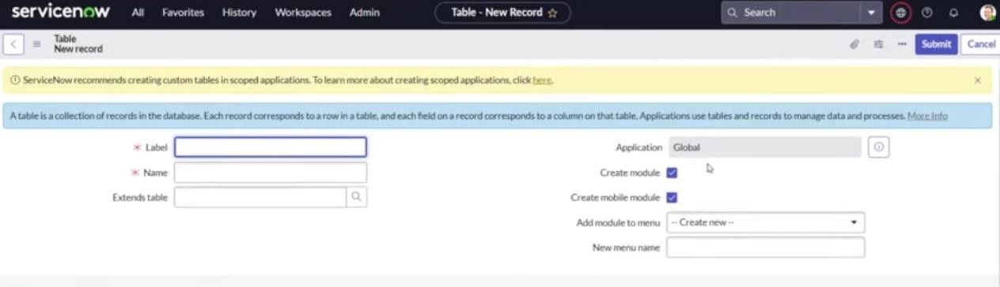 servicenow All Favorites History Workspaces Admin Table - New Record ☆ Search
Table
New record
Submit Cancel
ServiceNow recommends creating custom tables in scoped applications. To learn more about creating scoped applications, click here.
A table is a collection of records in the database. Each record corresponds to a row in a table, and each field on a record corresponds to a column on that table. Applications use tables and records to manage data and processes. More Info
* Label
* Name
Extends table
Application Global
Create module
Create mobile module
Add module to menu -- Create new --
New menu name